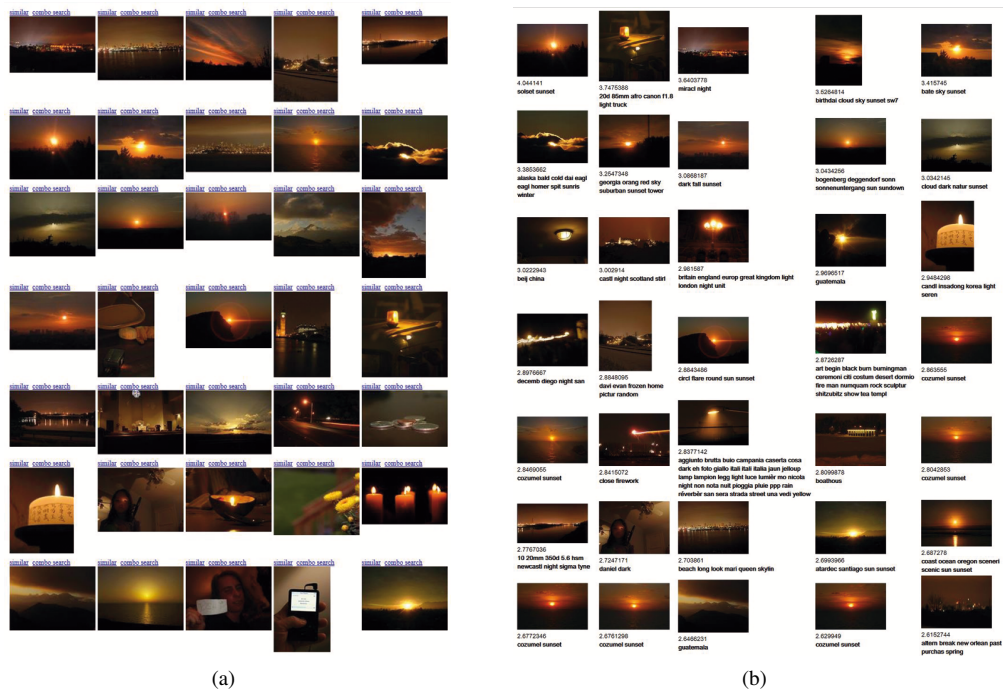 similar combo search similar combo search similar combo search similar combo search similar combo search
similar combo search similar combo search similar combo search similar combo search similar combo search
similar combo search similar combo search similar combo search similar combo search similar combo search
similar combo search similar combo search similar combo search similar combo search similar combo search
similar combo search similar combo search similar combo search similar combo search similar combo search
similar combo search similar combo search similar combo search similar combo search similar combo search
similar combo search similar combo search similar combo search similar combo search similar combo search
(a)
4.044141
solset sunset
3.7475388
20d 85mm afro canon f1.8
light truck
3.6403778
miracl night
3.5264814
birthdai cloud sky sunset sw7
3.415745
bate sky sunset
3.3853662
alaska bald cold dai eagl
eagl homer spit sunris
winter
3.2547348
georgia orang red sky
suburban sunset tower
3.0868187
dark fall sunset
3.0434256
bogenberg deggendorf sonn
sonnenuntergang sun sundown
3.0342145
cloud dark natur sunset
3.0222943
beij china
3.002914
castl night scotland stirl
2.981587
britain england europ great kingdom light
london night unit
2.9696517
guatemala
2.9484298
candl insadong korea light
seren
2.8976667
decemb diego night san
2.8848095
davi evan frozen home
pictur random
2.8843486
circl flare round sun sunset
2.8726287
art begin black burn burningman
ceremoni citi costum desert dormio
fire man numquam rock sculptur
shitzubitz show tea templ
2.863555
cozumel sunset
2.8469055
cozumel sunset
2.8415072
close firework
2.8377142
aggiunto brutta buio campania caserta cosa
dark eh foto giallo itali itali italia jaun jelloup
lamp lampion legg light luce lumièr mo nicola
night non nota nuit pioggia pluie ppp rain
réverbèr san sera strada street una vedi yellow
2.8099878
boathous
2.8042853
cozumel sunset
2.7767036
10 20mm 350d 5.6 hsm
newcastl night sigma tyne
2.7247171
daniel dark
2.703861
beach long look mari queen skylin
2.6993966
atardec santiago sun sunset
2.687278
coast ocean oregon sceneri
scenic sun sunset
2.6772346
cozumel sunset
2.6761298
cozumel sunset
2.6466231
guatemala
2.629949
cozumel sunset
2.6152744
altern break new orlean past
purchas spring
(b)